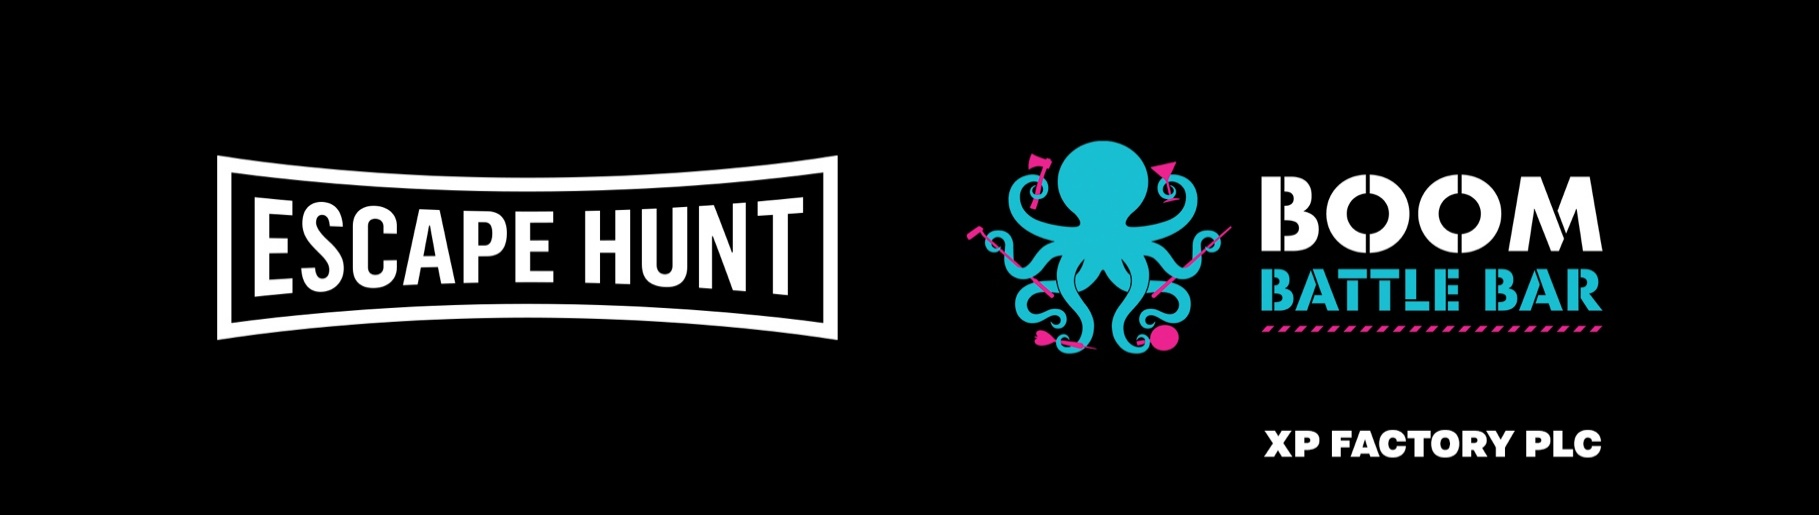 ESCAPE HUNT
BOOM
BATTLE BAR
XP FACTORY PLC